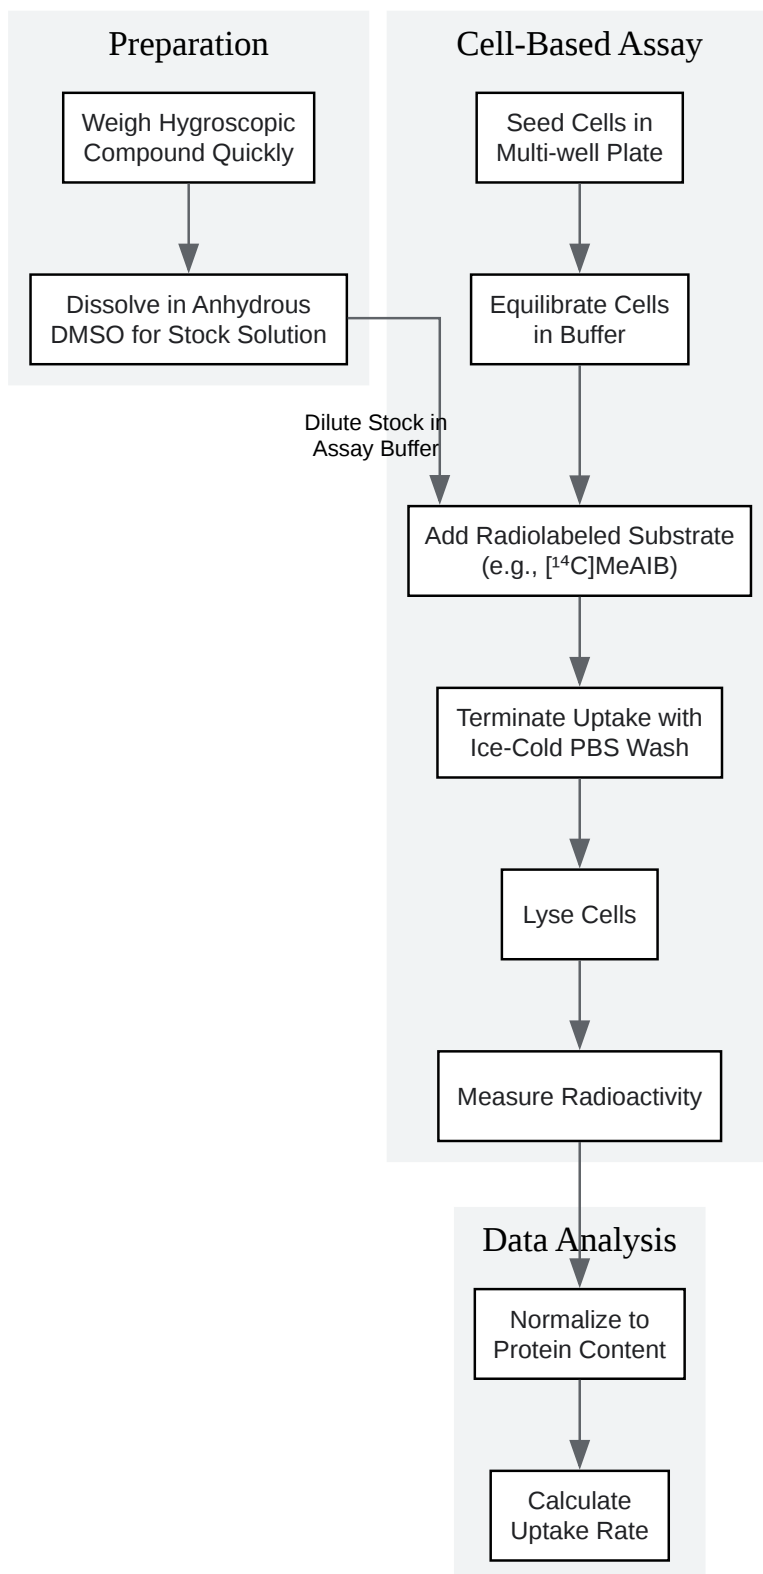 Preparation
Weigh Hygroscopic
Compound Quickly
Dissolve in Anhydrous
DMSO for Stock Solution
Dilute Stock in
Assay Buffer
Cell-Based Assay
Seed Cells in
Multi-well Plate
Equilibrate Cells
in Buffer
Add Radiolabeled Substrate
(e.g., [¹⁴C]MeAIB)
Terminate Uptake with
Ice-Cold PBS Wash
Lyse Cells
Measure Radioactivity
Data Analysis
Normalize to
Protein Content
Calculate
Uptake Rate